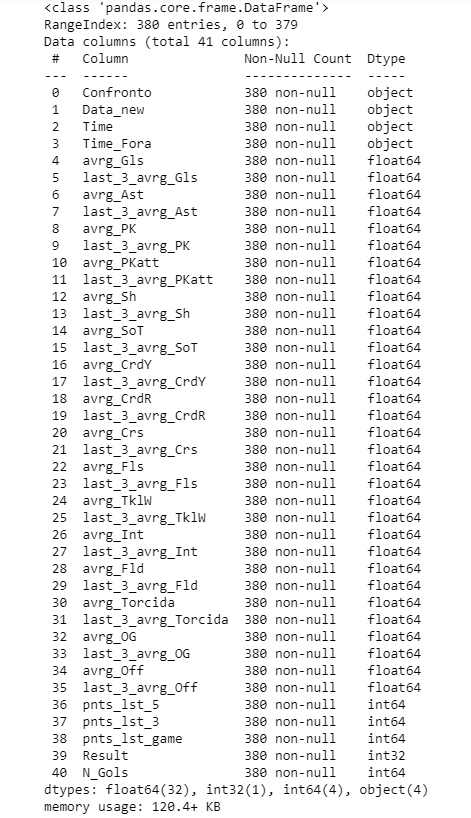 <class 'pandas.core.frame.DataFrame'>
RangeIndex: 380 entries, 0 to 379
Data columns (total 41 columns):
 #   Column              Non-Null Count  Dtype
---  ------              --------------  -----
 0   Confronto           380 non-null    object
 1   Data_new            380 non-null    object
 2   Time                380 non-null    object
 3   Time_Fora           380 non-null    object
 4   avrg_Gls            380 non-null    float64
 5   last_3_avrg_Gls     380 non-null    float64
 6   avrg_Ast            380 non-null    float64
 7   last_3_avrg_Ast     380 non-null    float64
 8   avrg_PK             380 non-null    float64
 9   last_3_avrg_PK      380 non-null    float64
 10  avrg_PKatt          380 non-null    float64
 11  last_3_avrg_PKatt   380 non-null    float64
 12  avrg_Sh             380 non-null    float64
 13  last_3_avrg_Sh      380 non-null    float64
 14  avrg_SoT            380 non-null    float64
 15  last_3_avrg_SoT     380 non-null    float64
 16  avrg_CrdY           380 non-null    float64
 17  last_3_avrg_CrdY    380 non-null    float64
 18  avrg_CrdR           380 non-null    float64
 19  last_3_avrg_CrdR    380 non-null    float64
 20  avrg_Crs            380 non-null    float64
 21  last_3_avrg_Crs     380 non-null    float64
 22  avrg_Fls            380 non-null    float64
 23  last_3_avrg_Fls     380 non-null    float64
 24  avrg_TklW           380 non-null    float64
 25  last_3_avrg_TklW    380 non-null    float64
 26  avrg_Int            380 non-null    float64
 27  last_3_avrg_Int     380 non-null    float64
 28  avrg_Fld            380 non-null    float64
 29  last_3_avrg_Fld     380 non-null    float64
 30  avrg_Torcida        380 non-null    float64
 31  last_3_avrg_Torcida  380 non-null    float64
 32  avrg_OG             380 non-null    float64
 33  last_3_avrg_OG      380 non-null    float64
 34  avrg_Off            380 non-null    float64
 35  last_3_avrg_Off     380 non-null    float64
 36  pnts_lst_5          380 non-null    int64
 37  pnts_lst_3          380 non-null    int64
 38  pnts_lst_game       380 non-null    int64
 39  Result              380 non-null    int32
 40  N_Gols              380 non-null    int64
dtypes: float64(32), int32(1), int64(4), object(4)
memory usage: 120.4+ KB